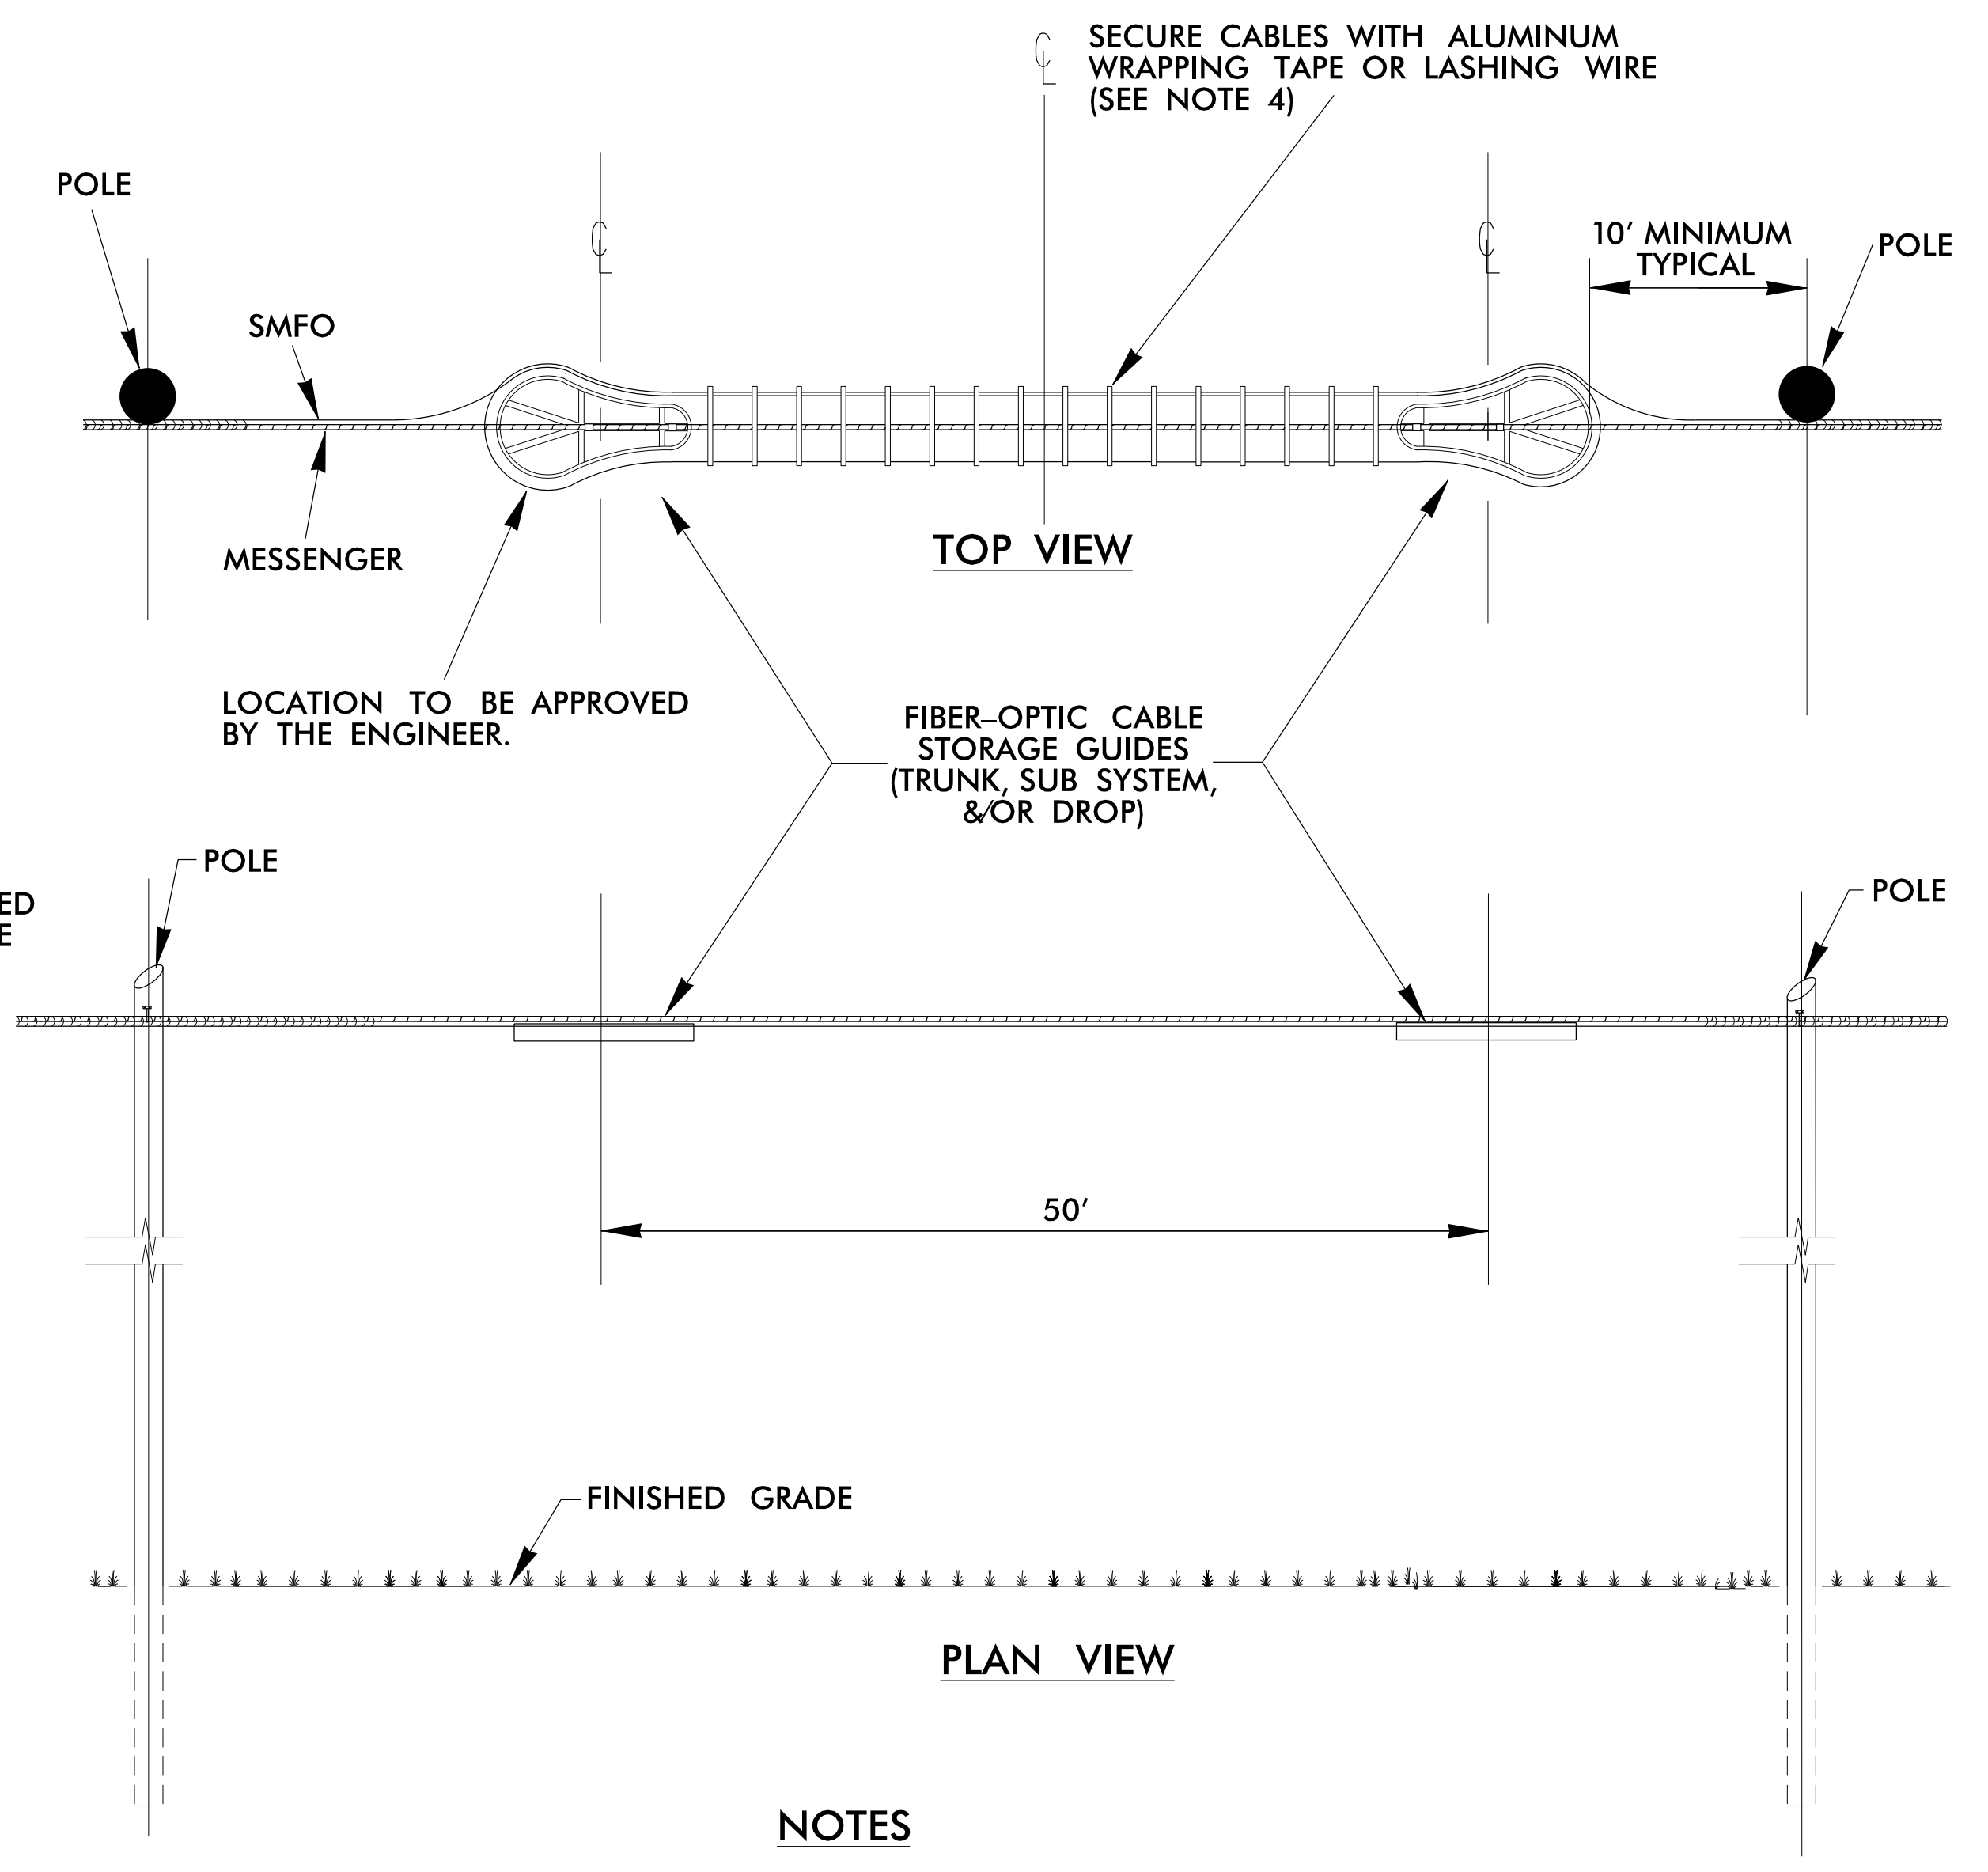 SECURE CABLES WITH ALUMINUM
WRAPPING TAPE OR LASHING WIRE
(SEE NOTE 4)
POLE
10' MINIMUM
TYPICAL
POLE
SMFO
MESSENGER
TOP VIEW
LOCATION TO BE APPROVED
BY THE ENGINEER.
FIBER–OPTIC CABLE
STORAGE GUIDES
(TRUNK, SUB SYSTEM,
&/OR DROP)
POLE
POLE
ED
E
50'
FINISHED GRADE
PLAN VIEW
NOTES